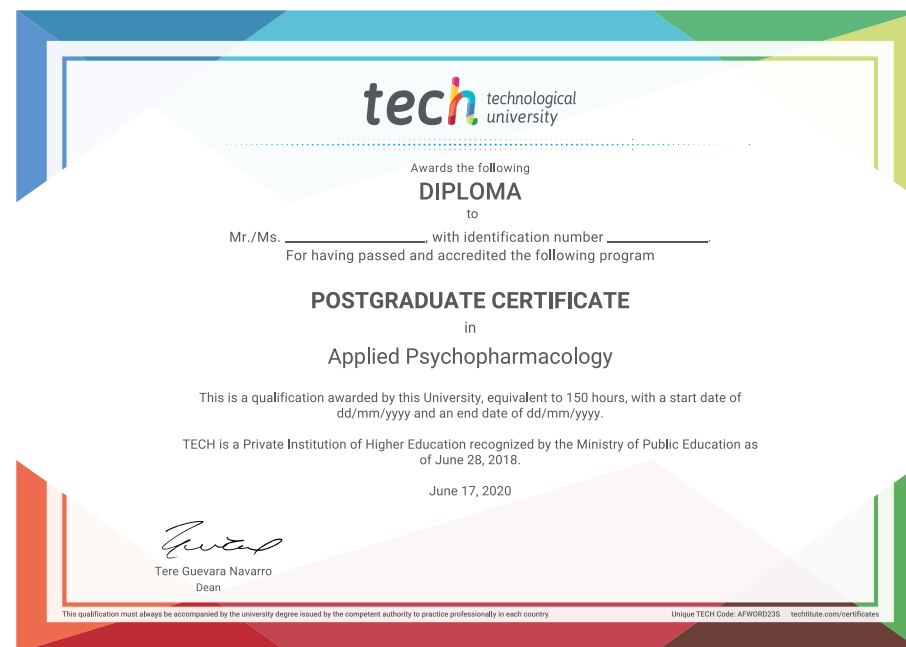 tech technological
university
Awards the following
DIPLOMA
to
Mr./Ms. ________________, with identification number ____________.
For having passed and accredited the following program
POSTGRADUATE CERTIFICATE
in
Applied Psychopharmacology
This is a qualification awarded by this University, equivalent to 150 hours, with a start date of
dd/mm/yyyy and an end date of dd/mm/yyyy.
TECH is a Private Institution of Higher Education recognized by the Ministry of Public Education as
of June 28, 2018.
June 17, 2020
Tere Guevara Navarro
Dean
This qualification must always be accompanied by the university degree issued by the competent authority to practice professionally in each country. Unique TECH Code: AFWORD23S techtitute.com/certificates